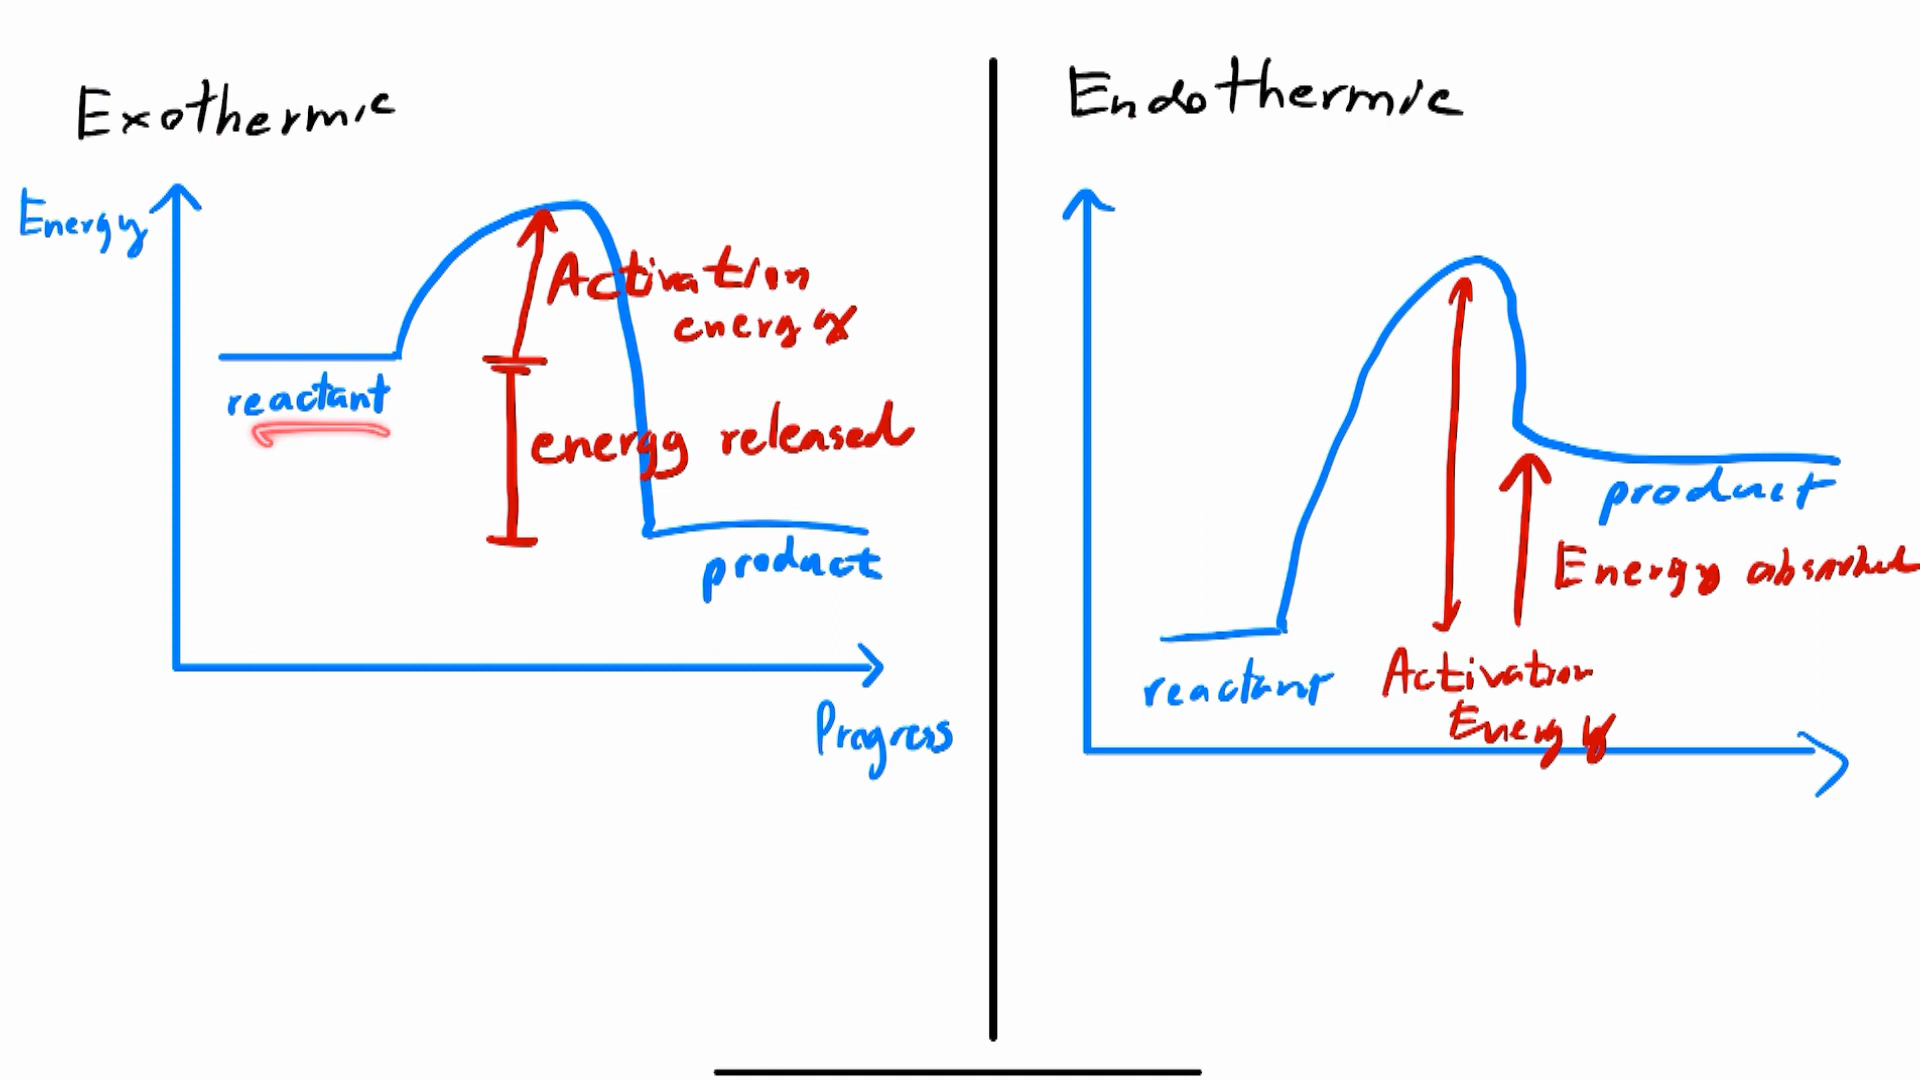 Exothermic
Energy
Activation
energy
reactant
energy released
product
Progress
Endothermic
product
Energy absorbed
reactant
Activation
Energy